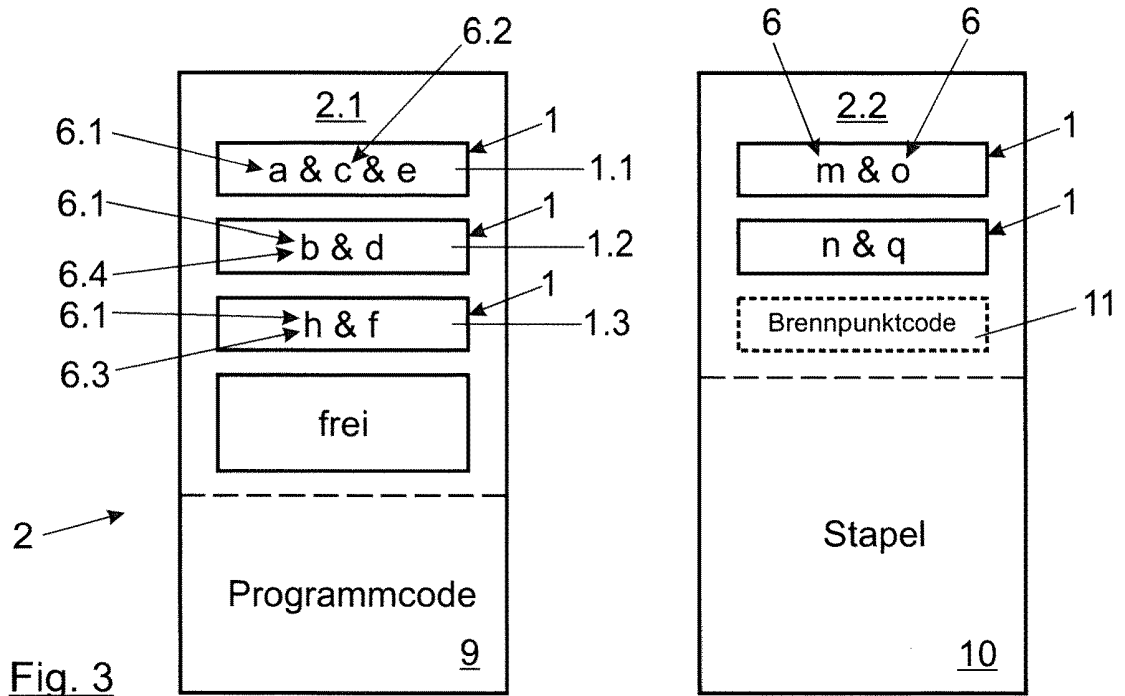 6.2
6
6
2.1
2.2
6.1
1
1
a & c & e
1.1
m & o
6.1
1
1
b & d
1.2
n & q
6.4
6.1
1
h & f
1.3
Brennpunktcode
11
6.3
frei
2
Stapel
Programmcode
9
10
Fig. 3